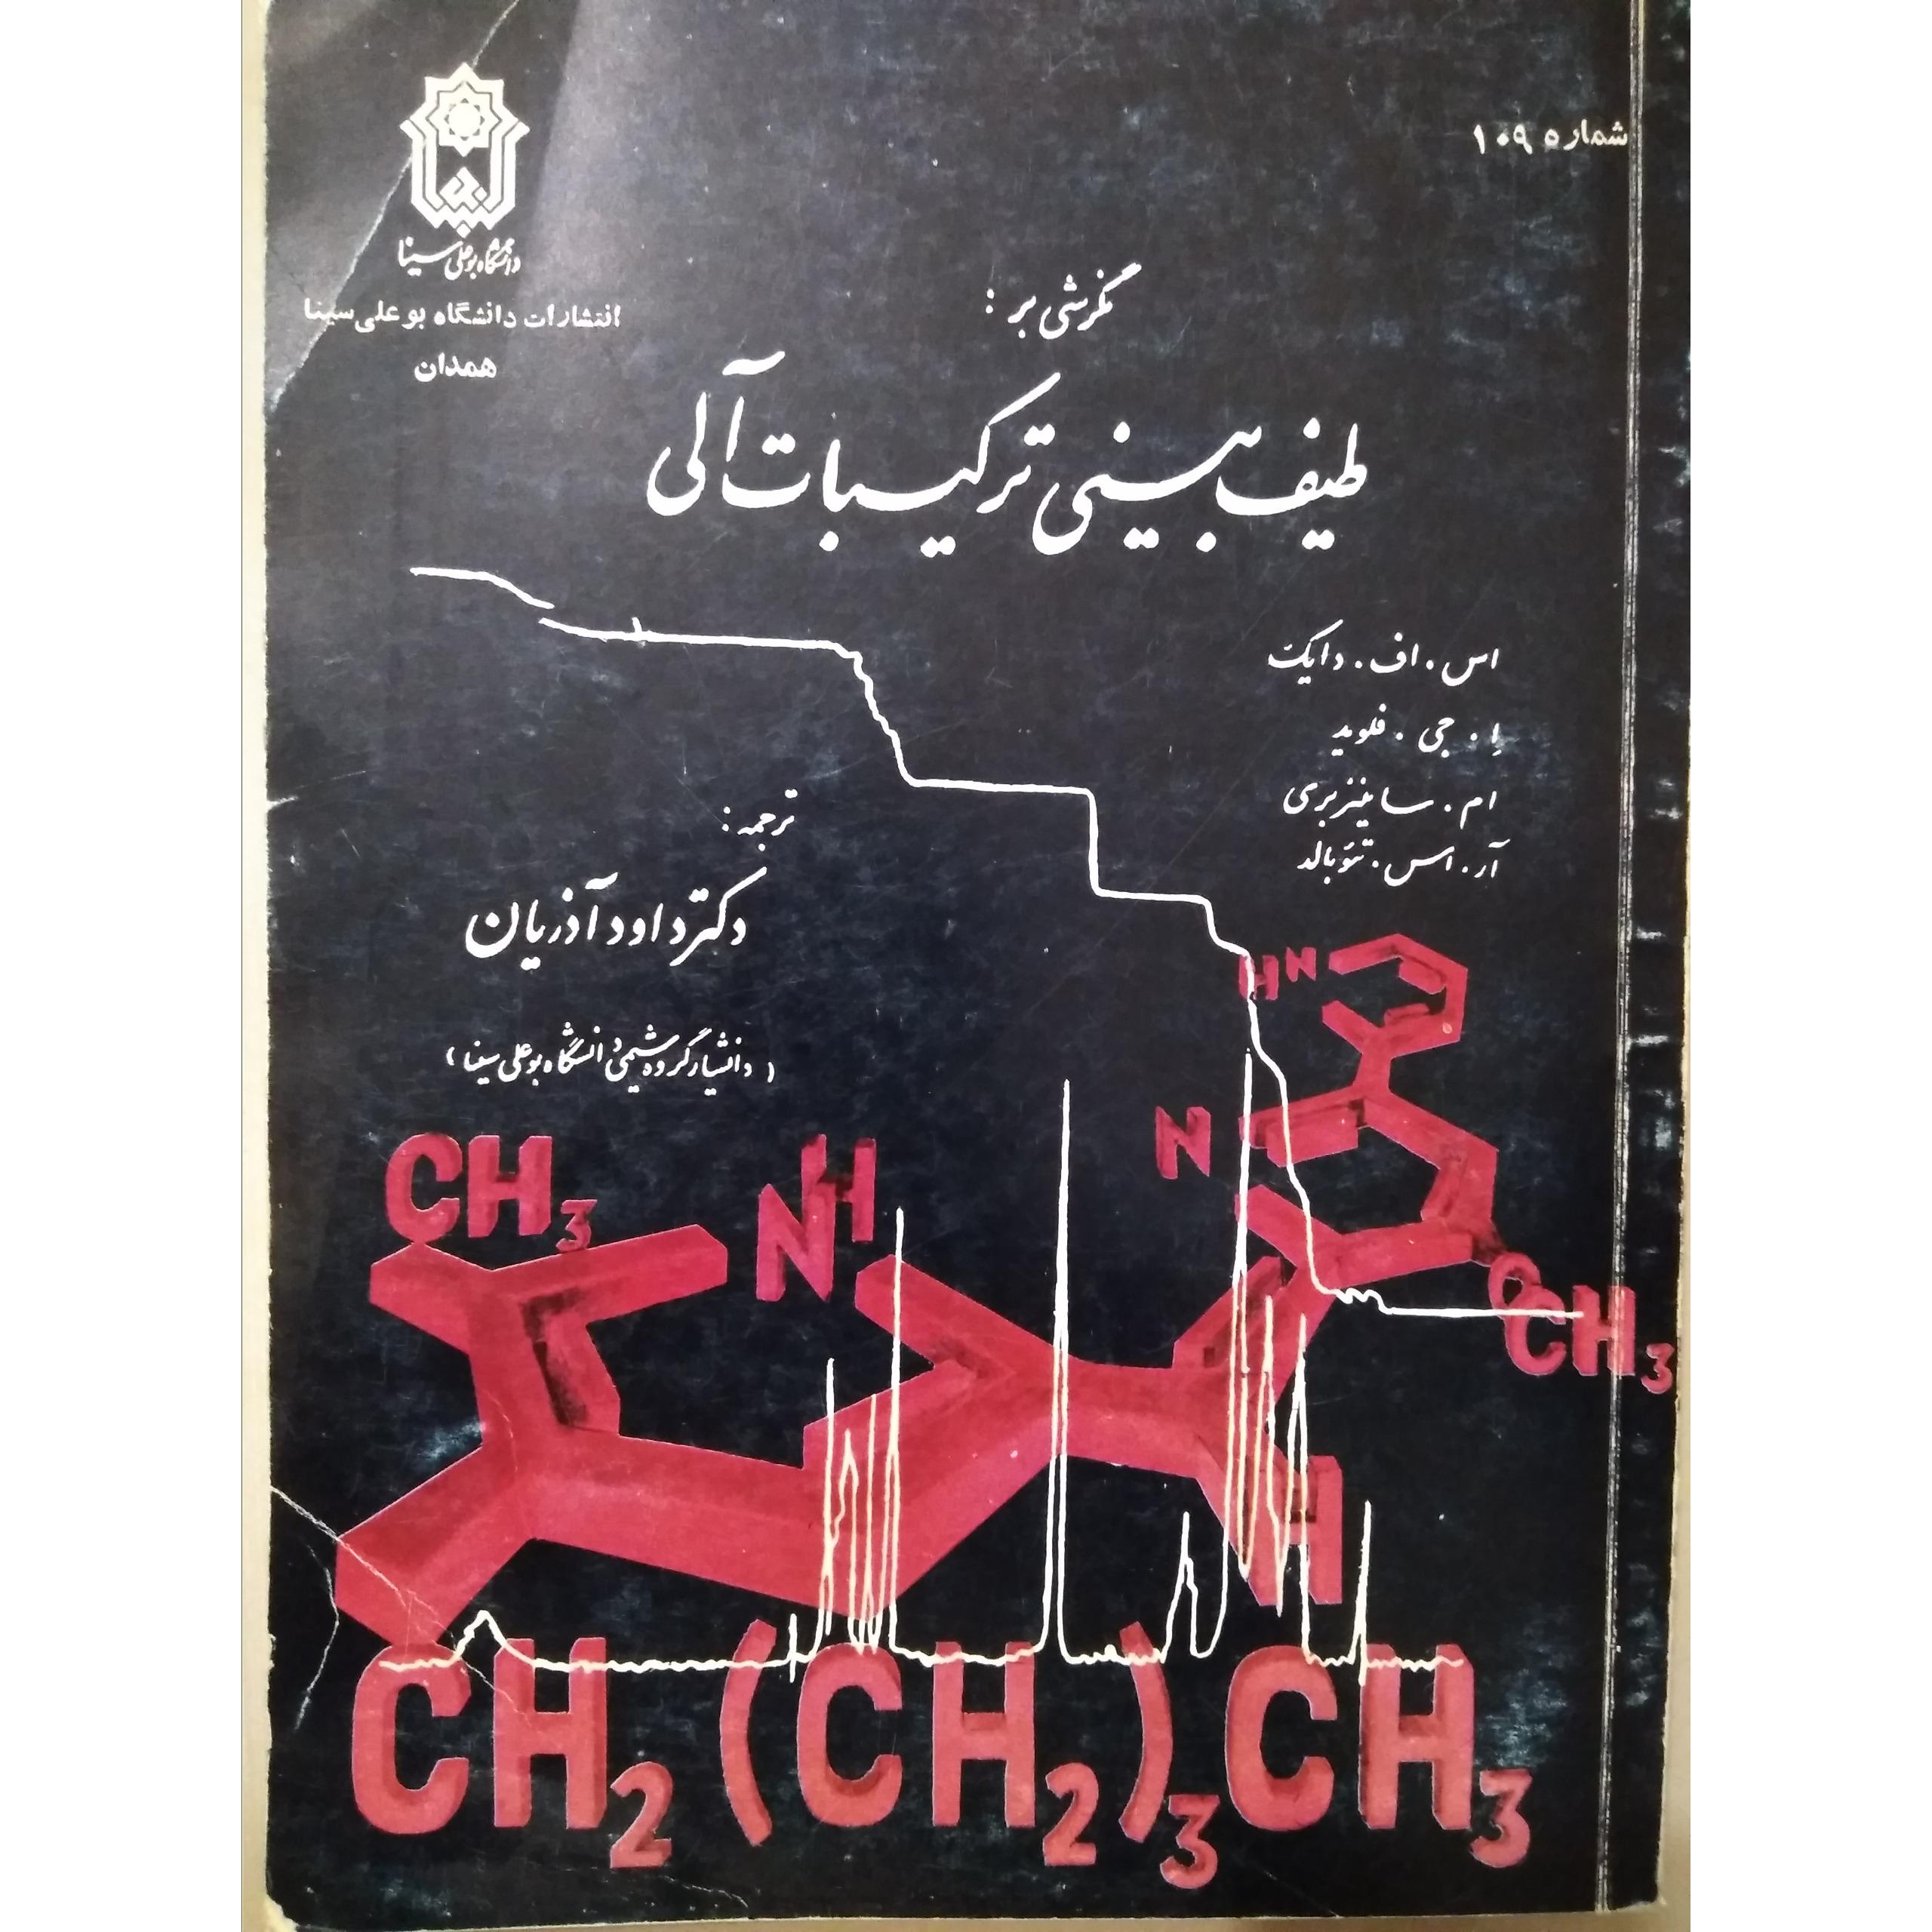 شماره ۱۰۹
دانشگاه بوعلی سینا
انتشارات دانشگاه بوعلی سینا
همدان
نگرشی بر :
طیف بینی ترکیبات آلی
اس . اف . دایک
اِ . جی . فلوید
ام . ساینزبری
آر . اس . تئوبالد
ترجمه :
دکتر داود آذریان
( دانشیار گروه شیمی دانشگاه بوعلی سینا )
HN
N
CH3
NH
OCH3
H
CH2(CH2)3CH3